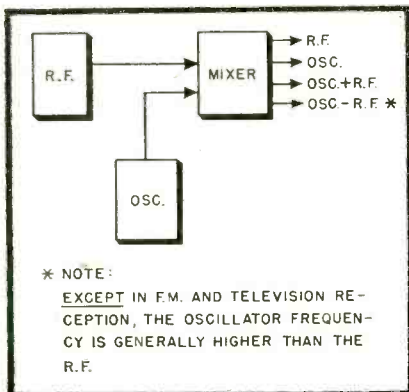 R.F.
MIXER
R.F.
OSC.
OSC.+R.F.
OSC.-R.F. *
OSC.
* NOTE:
EXCEPT IN F.M. AND TELEVISION RE-
CEPTION, THE OSCILLATOR FREQUEN-
CY IS GENERALLY HIGHER THAN THE
R.F.